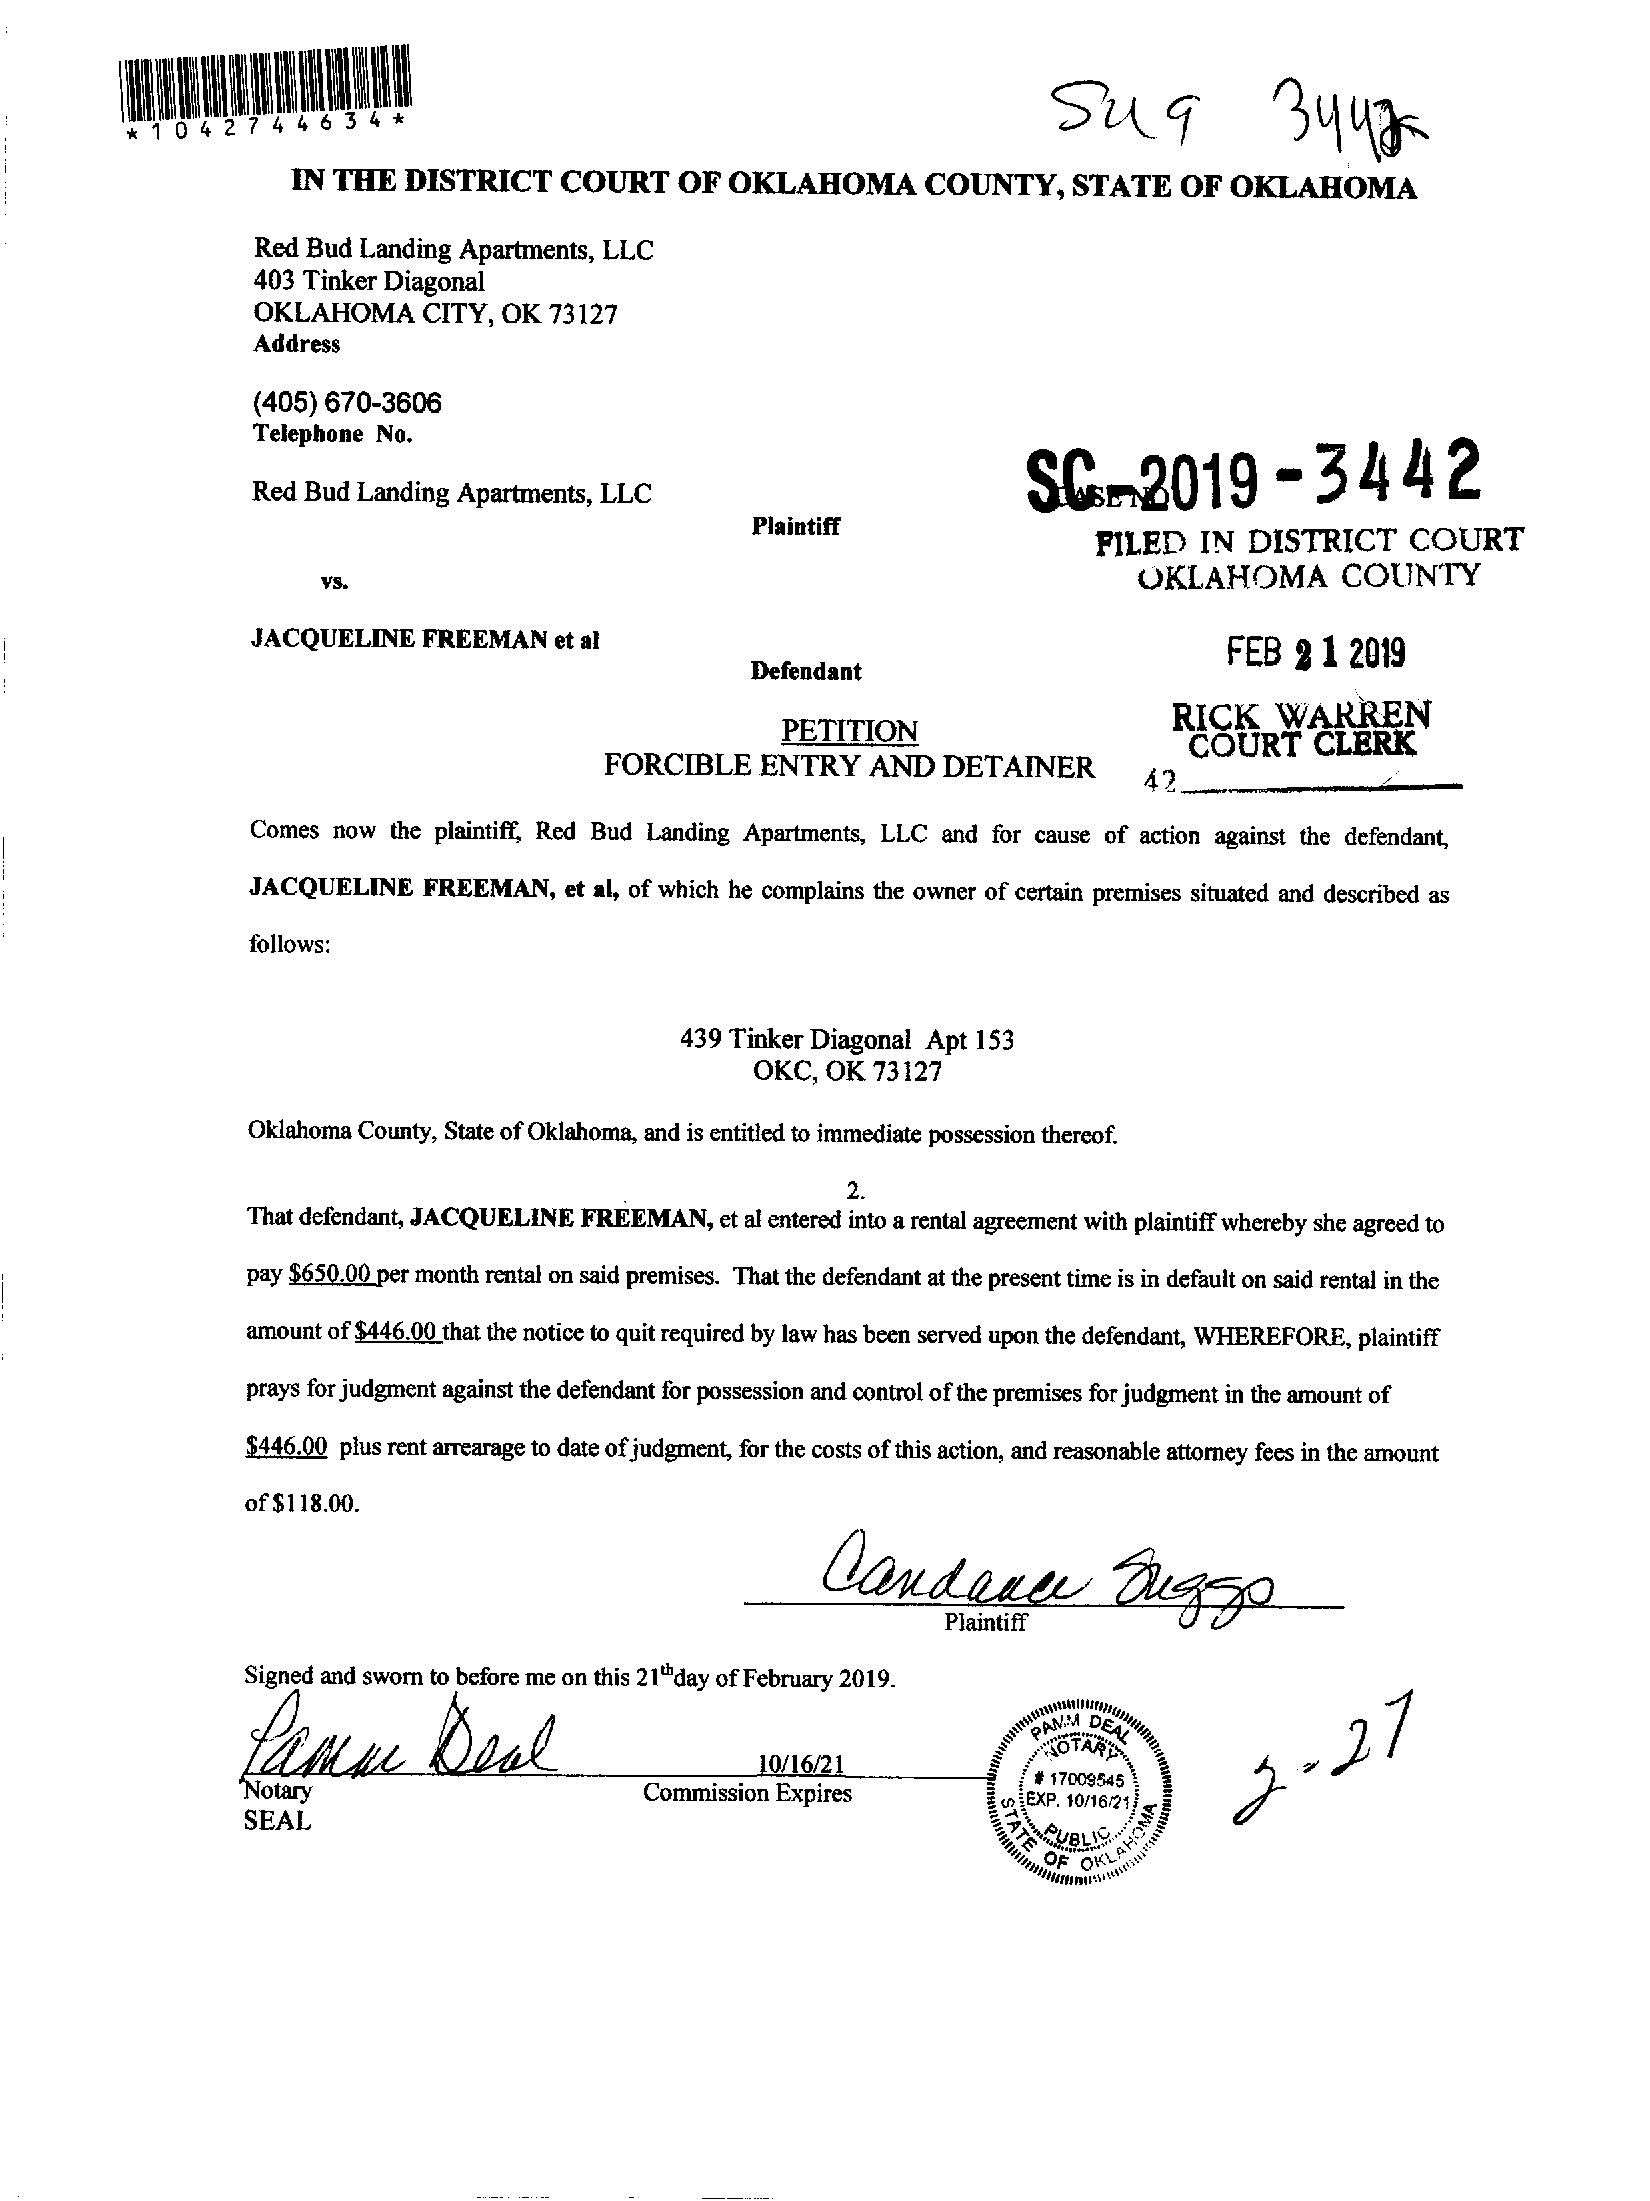 *1042744634*
IN THE DISTRICT COURT OF OKLAHOMA COUNTY, STATE OF OKLAHOMA
Red Bud Landing Apartments, LLC
403 Tinker Diagonal
OKLAHOMA CITY, OK 73127
Address
(405) 670-3606
Telephone No.
SC-2019-3442
Red Bud Landing Apartments, LLC
Plaintiff
FILED IN DISTRICT COURT
OKLAHOMA COUNTY
vs.
JACQUELINE FREEMAN et al
FEB 21 2019
Defendant
RICK WARREN
COURT CLERK
42
PETITION
FORCIBLE ENTRY AND DETAINER
Comes now the plaintiff, Red Bud Landing Apartments, LLC and for cause of action against the defendant,
JACQUELINE FREEMAN, et al, of which he complains the owner of certain premises situated and described as
follows:
439 Tinker Diagonal Apt 153
OKC, OK 73127
Oklahoma County, State of Oklahoma, and is entitled to immediate possession thereof.
2.
That defendant, JACQUELINE FREEMAN, et al entered into a rental agreement with plaintiff whereby she agreed to
pay $650.00 per month rental on said premises. That the defendant at the present time is in default on said rental in the
amount of $446.00 that the notice to quit required by law has been served upon the defendant, WHEREFORE, plaintiff
prays for judgment against the defendant for possession and control of the premises for judgment in the amount of
$446.00 plus rent arrearage to date of judgment, for the costs of this action, and reasonable attorney fees in the amount
of $118.00.
Candance Suggs
Plaintiff
Signed and sworn to before me on this 21th day of February 2019.
Pamm Deal
10/16/21
Notary
Commission Expires
SEAL
PAMM DEAL
NOTARY
# 17009545
EXP. 10/16/21
PUBLIC
STATE OF OKLAHOMA
2-27